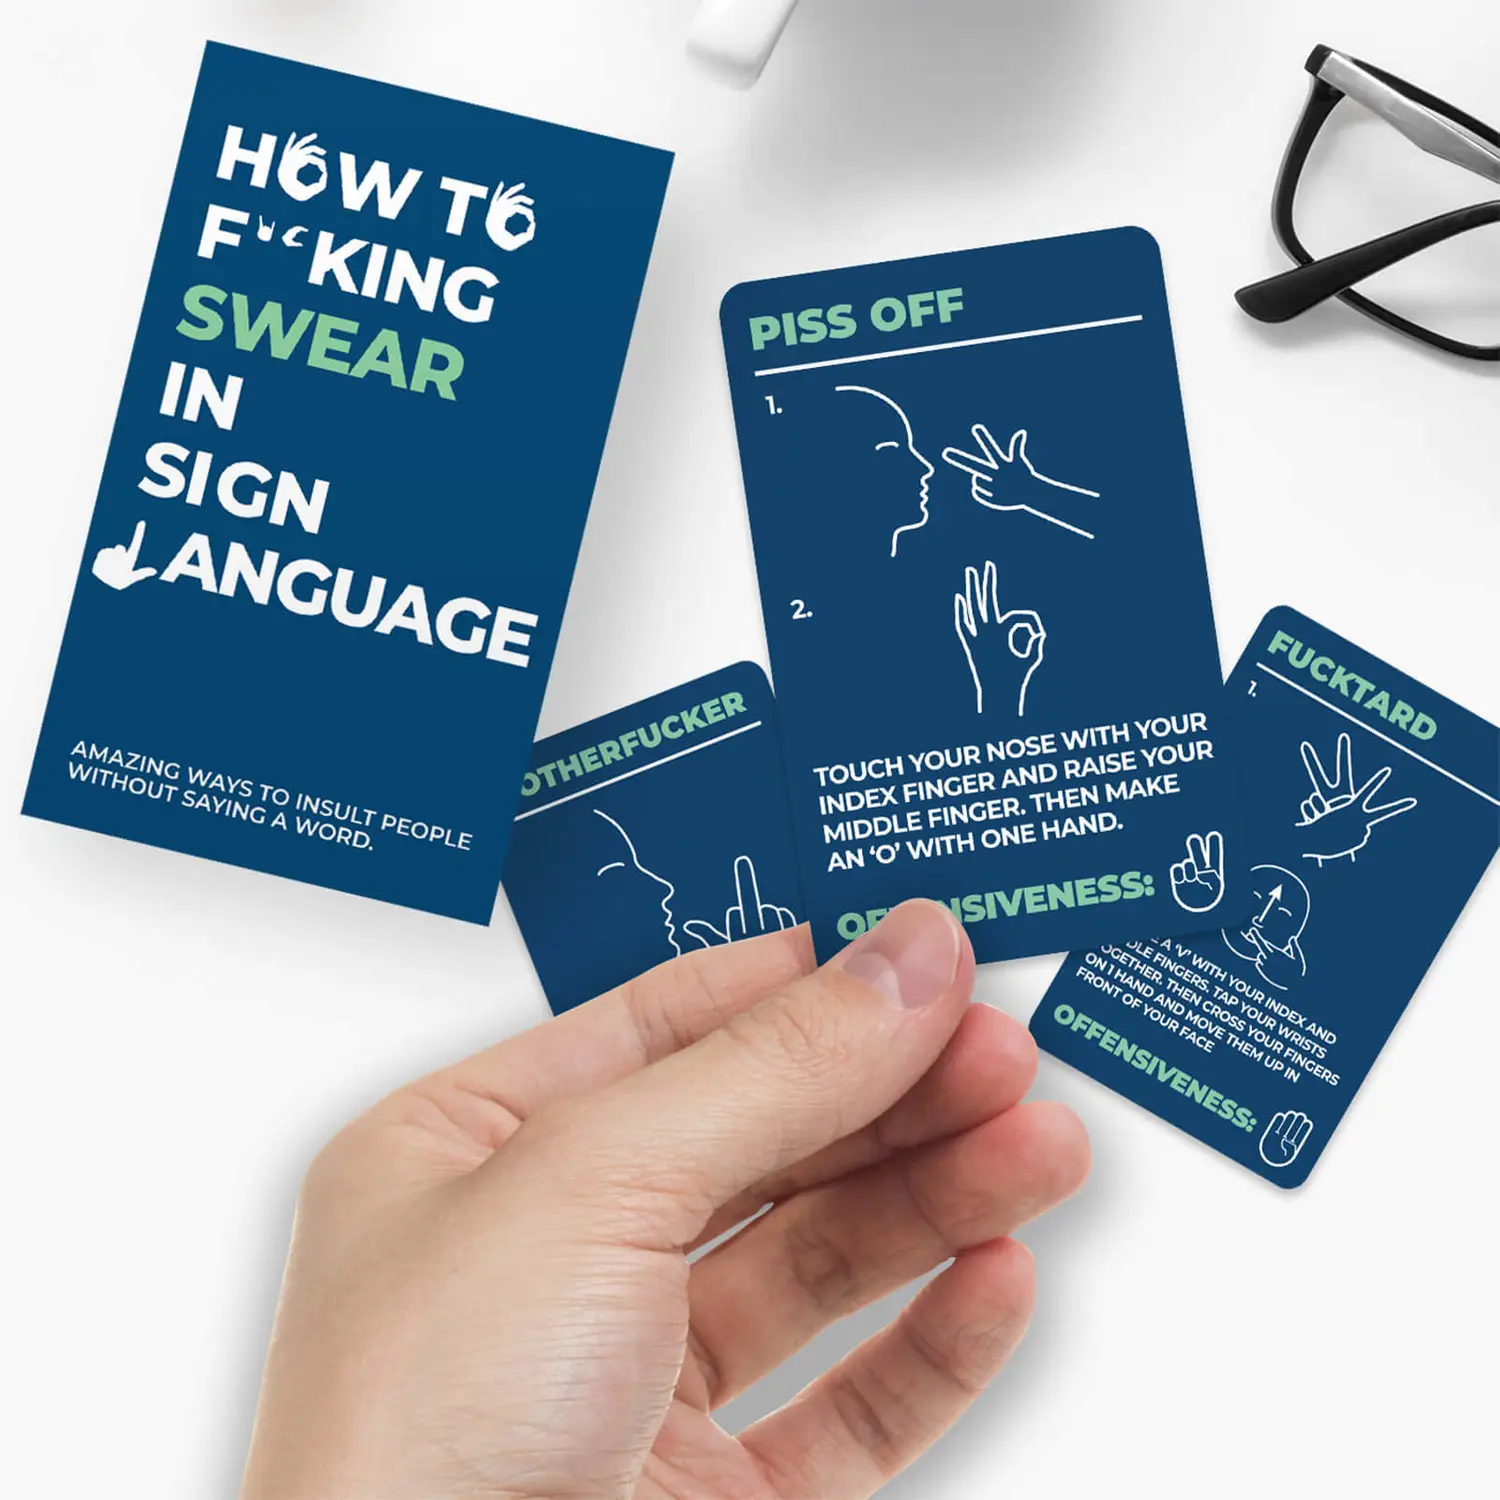 HOW TO
F**KING
SWEAR
IN
SIGN
LANGUAGE
AMAZING WAYS TO INSULT PEOPLE
WITHOUT SAYING A WORD.
PISS OFF
1.
2.
TOUCH YOUR NOSE WITH YOUR
INDEX FINGER AND RAISE YOUR
MIDDLE FINGER. THEN MAKE
AN ‘O’ WITH ONE HAND.
OFFENSIVENESS:
OTHERFUCKER
FUCKTARD
1.
A ‘V’ WITH YOUR INDEX AND
DLE FINGERS. TAP YOUR WRISTS
OGETHER. THEN CROSS YOUR FINGERS
ON 1 HAND AND MOVE THEM UP IN
FRONT OF YOUR FACE
OFFENSIVENESS: